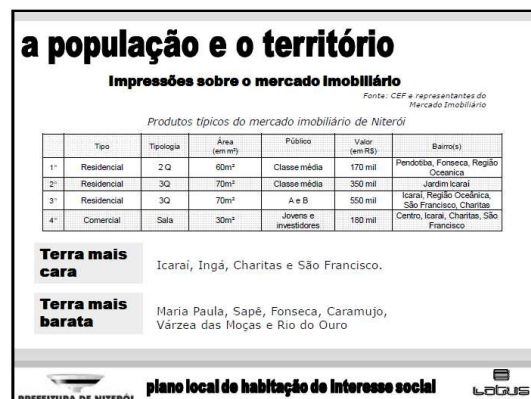 a população e o território
Impressões sobre o mercado imobiliário
Fonte: CEF e representantes do
Mercado Imobiliário
Produtos típicos do mercado imobiliário de Niterói
Tipo Tipologia Área (em m²) Público Valor (em R$) Bairro(s)
1° Residencial 2 Q 60m² Classe média 170 mil Pendotiba, Fonseca, Região Oceanica
2° Residencial 3Q 70m² Classe média 350 mil Jardim Icaraí
3° Residencial 3Q 70m² A e B 550 mil Icaraí, Região Oceânica, São Francisco, Charitas
4° Comercial Sala 30m² Jovens e investidores 180 mil Centro, Icaraí, Charitas, São Francisco
Terra mais
cara
Icaraí, Ingá, Charitas e São Francisco.
Terra mais
barata
Maria Paula, Sapê, Fonseca, Caramujo,
Várzea das Moças e Rio do Ouro
PREFEITURA DE NITERÓI
plano local de habitação de interesse social
LATUS